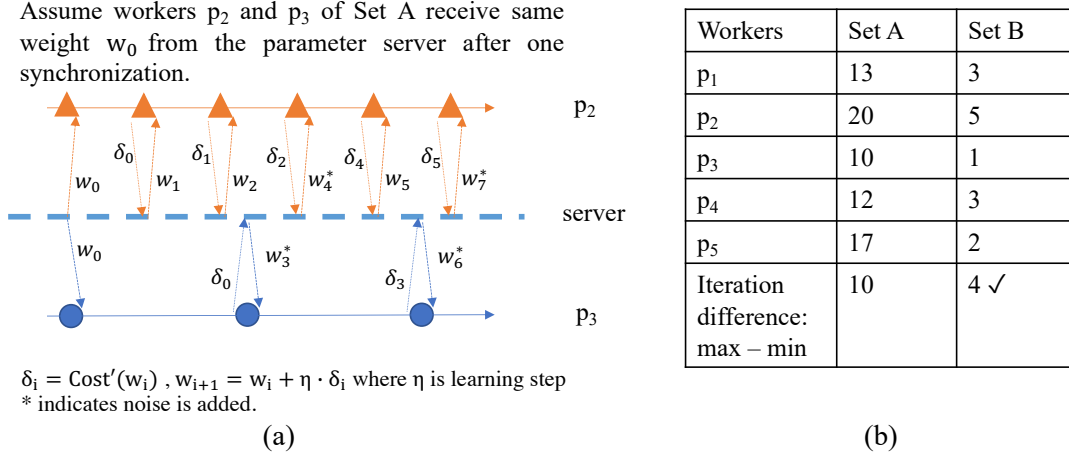 Assume workers p₂ and p₃ of Set A receive same
weight w₀ from the parameter server after one
synchronization.
p₂
δ₀ δ₁ δ₂ δ₄ δ₅
w₀ w₁ w₂ w₄* w₅ w₇*
server
w₀ w₃* w₆*
δ₀ δ₃
p₃
δᵢ = Cost′(wᵢ) , wᵢ₊₁ = wᵢ + η · δᵢ where η is learning step
* indicates noise is added.
(a)
Workers Set A Set B
p₁ 13 3
p₂ 20 5
p₃ 10 1
p₄ 12 3
p₅ 17 2
Iteration 10 4 ✓
difference:
max – min
(b)